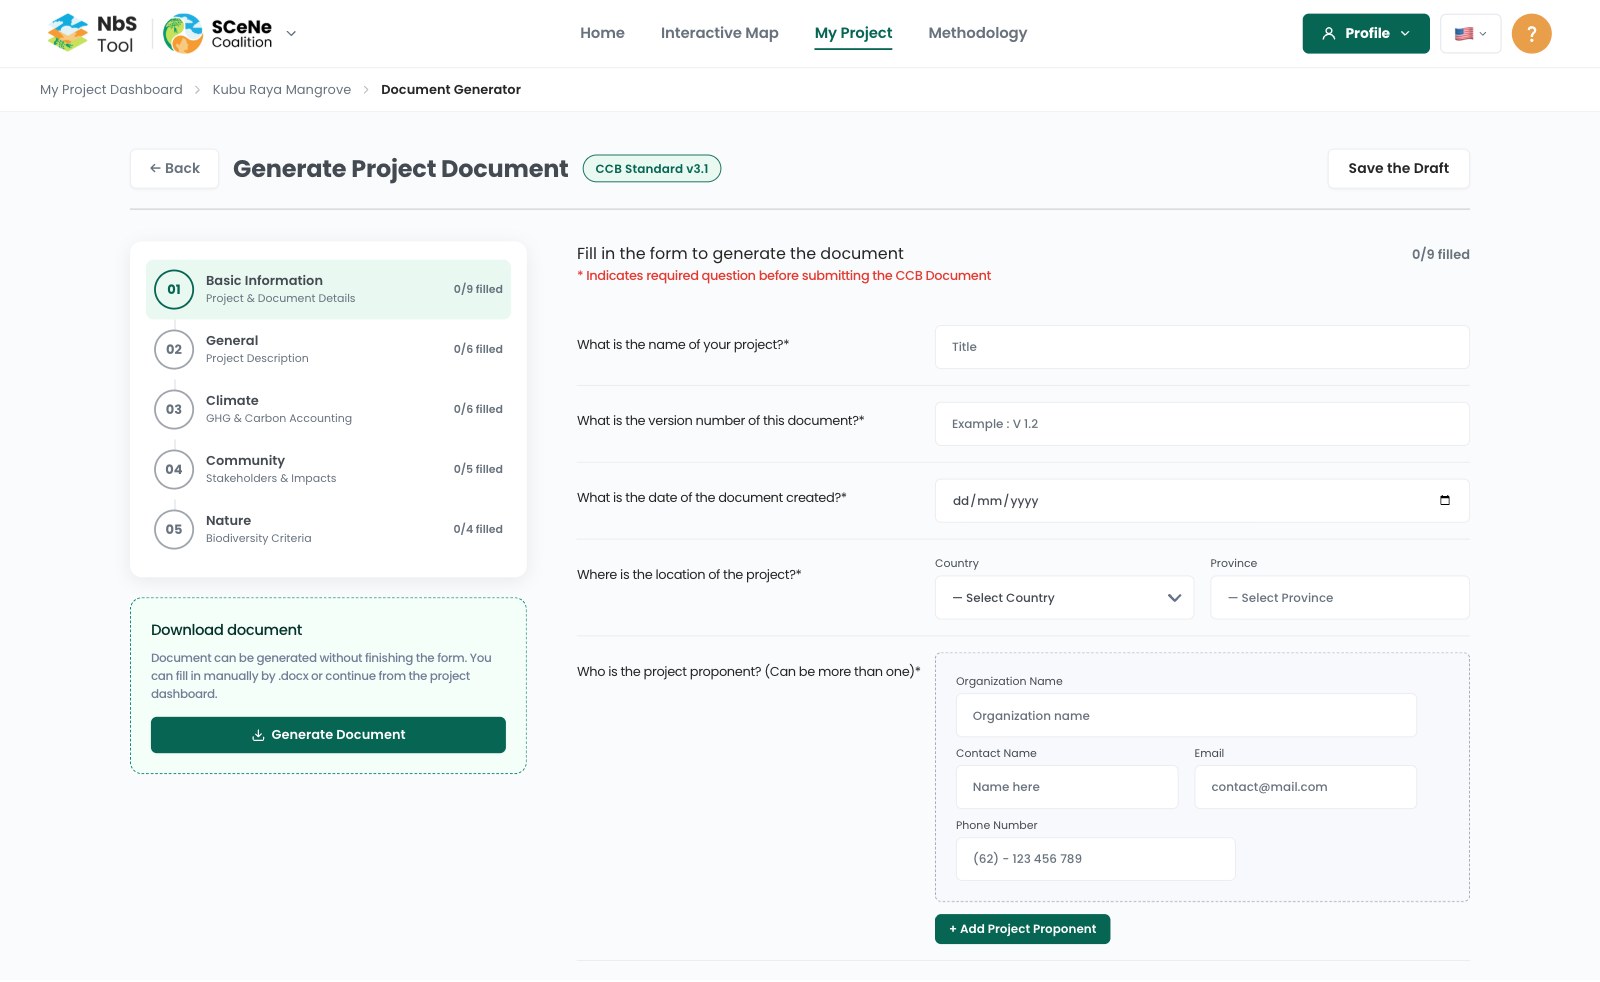 NbS
Tool
SCeNe
Coalition
Home
Interactive Map
My Project
Methodology
Profile
?
My Project Dashboard
Kubu Raya Mangrove
Document Generator
← Back
Generate Project Document
CCB Standard v3.1
Save the Draft
01
Basic Information
Project & Document Details
0/9 filled
02
General
Project Description
0/6 filled
03
Climate
GHG & Carbon Accounting
0/6 filled
04
Community
Stakeholders & Impacts
0/5 filled
05
Nature
Biodiversity Criteria
0/4 filled
Download document
Document can be generated without finishing the form. You
can fill in manually by .docx or continue from the project
dashboard.
Generate Document
Fill in the form to generate the document
0/9 filled
* Indicates required question before submitting the CCB Document
What is the name of your project?*
Title
What is the version number of this document?*
Example : V 1.2
What is the date of the document created?*
dd/mm/yyyy
Where is the location of the project?*
Country
Province
— Select Country
— Select Province
Who is the project proponent? (Can be more than one)*
Organization Name
Organization name
Contact Name
Email
Name here
contact@mail.com
Phone Number
(62) - 123 456 789
+ Add Project Proponent